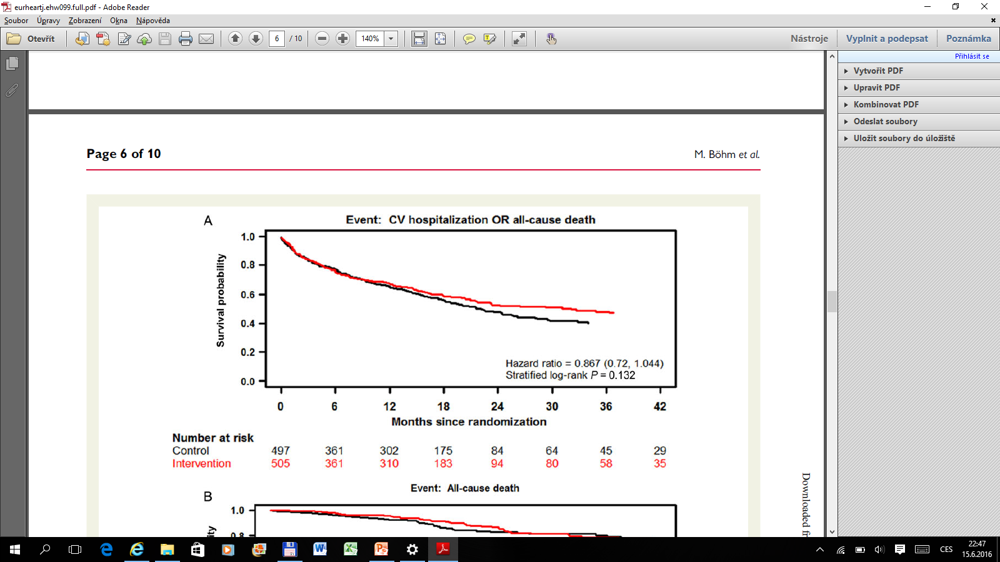 eurheartj.ehw099.full.pdf - Adobe Reader
Soubor Úpravy Zobrazení Okna Nápověda
Otevřít 6 / 10 140% Nástroje Vyplnit a podepsat Poznámka
Přihlásit se
Vytvořit PDF
Upravit PDF
Kombinovat PDF
Odeslat soubory
Uložit soubory do úložiště
Page 6 of 10 M. Böhm et al.
A
Event: CV hospitalization OR all-cause death
Survival probability
1.0
0.8
0.6
0.4
0.2
0.0
Hazard ratio = 0.867 (0.72, 1.044)
Stratified log-rank P = 0.132
0 6 12 18 24 30 36 42
Months since randomization
Number at risk
Control 497 361 302 175 84 64 45 29
Intervention 505 361 310 183 94 80 58 35
Event: All-cause death
B
1.0
0.8
Downloaded
CES
22:47
15.6.2016